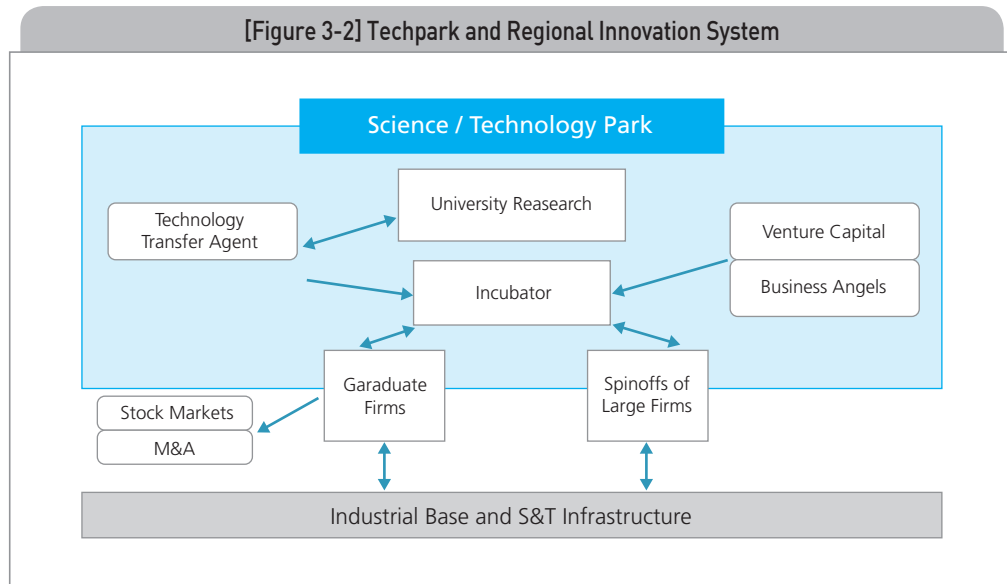 [Figure 3-2] Techpark and Regional Innovation System
Science / Technology Park
University Reasearch
Technology
Transfer Agent
Venture Capital
Business Angels
Incubator
Garaduate
Firms
Spinoffs of
Large Firms
Stock Markets
M&A
Industrial Base and S&T Infrastructure